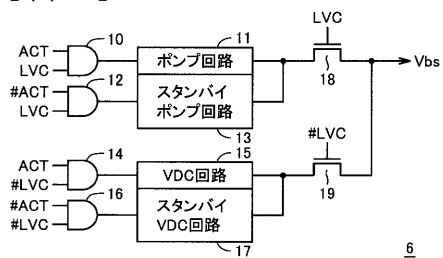 ACT
LVC
10
#ACT
LVC
12
11
ポンプ回路
スタンバイ
ポンプ回路
13
LVC
18
Vbs
ACT
#LVC
14
#ACT
#LVC
16
15
VDC回路
スタンバイ
VDC回路
17
#LVC
19
6